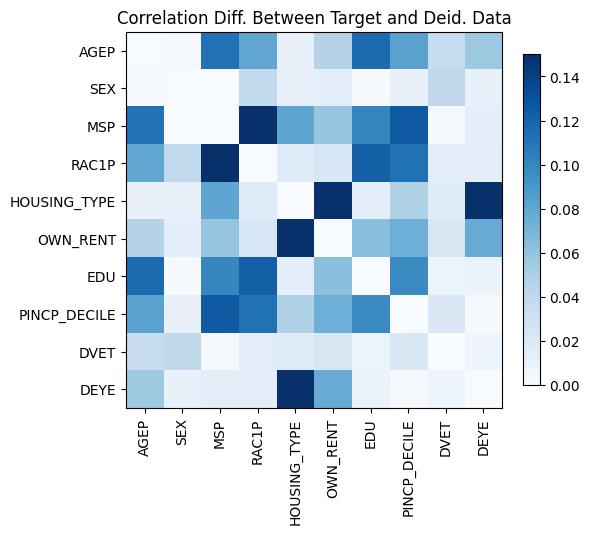 Correlation Diff. Between Target and Deid. Data
AGEP
SEX
MSP
RAC1P
HOUSING_TYPE
OWN_RENT
EDU
PINCP_DECILE
DVET
DEYE
0.14
0.12
0.10
0.08
0.06
0.04
0.02
0.00
AGEP
SEX
MSP
RAC1P
HOUSING_TYPE
OWN_RENT
EDU
PINCP_DECILE
DVET
DEYE